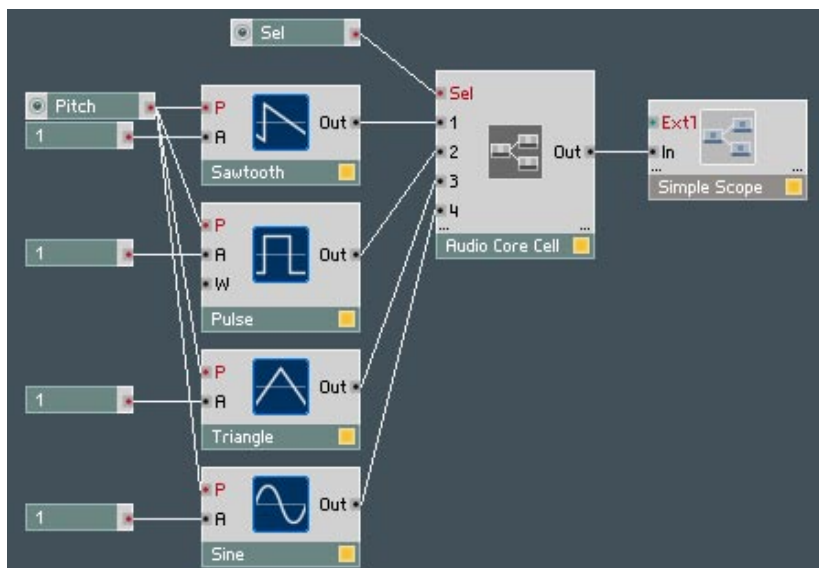 Sel
Pitch
1
P
A
Out
Sawtooth
Sel
1
2
3
4
Out
Audio Core Cell
Ext1
In
Simple Scope
1
P
A
W
Out
Pulse
1
P
A
Out
Triangle
1
P
A
Out
Sine